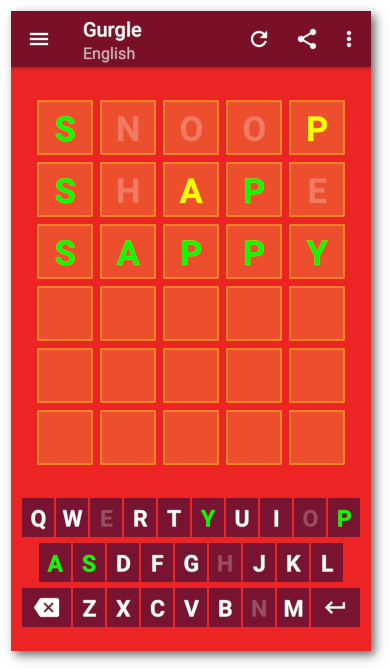 Gurgle
English
S N O O P
S H A P E
S A P P Y
Q W E R T Y U I O P
A S D F G H J K L
Z X C V B N M